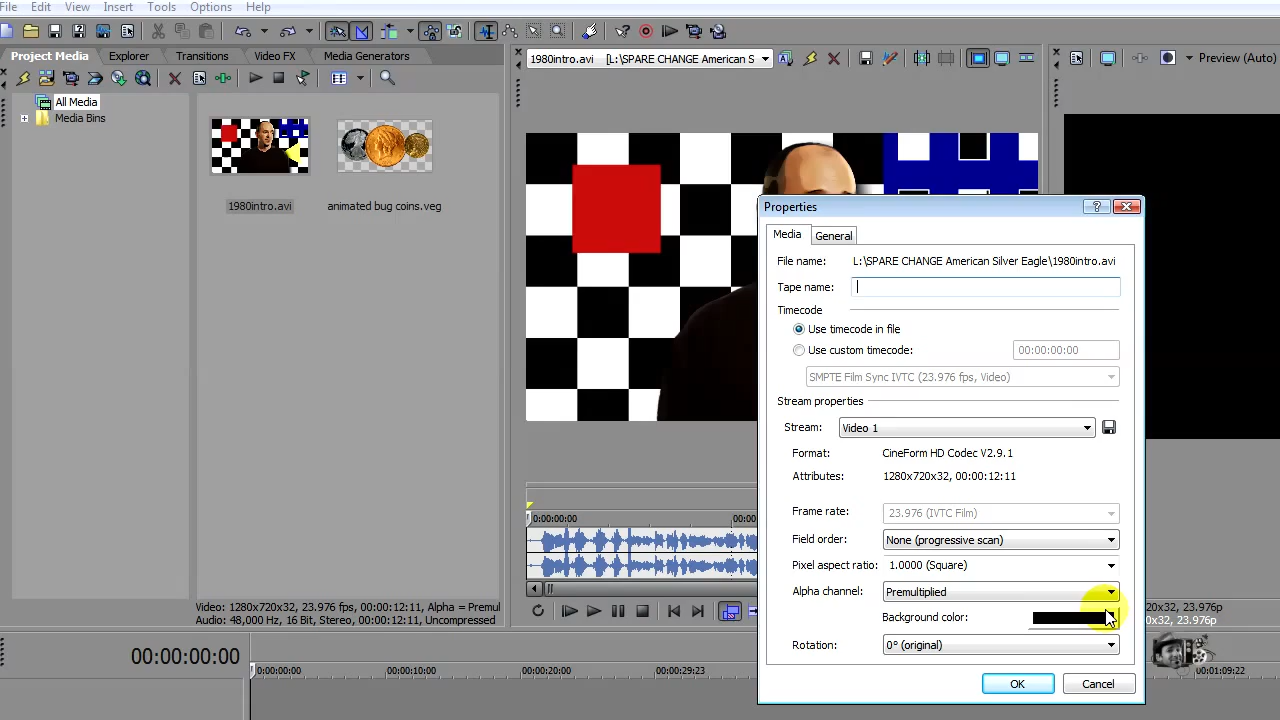 File Edit View Insert Tools Options Help
Project Media Explorer Transitions Video FX Media Generators
1980intro.avi [L:\SPARE CHANGE American S
Preview (Auto)
All Media
Media Bins
1980intro.avi
animated bug coins.veg
Properties
Media General
File name: L:\SPARE CHANGE American Silver Eagle\1980intro.avi
Tape name:
Timecode
Use timecode in file
Use custom timecode: 00:00:00:00
SMPTE Film Sync IVTC (23.976 fps, Video)
Stream properties
Stream: Video 1
Format: CineForm HD Codec V2.9.1
Attributes: 1280x720x32, 00:00:12:11
Frame rate: 23.976 (IVTC Film)
Field order: None (progressive scan)
Pixel aspect ratio: 1.0000 (Square)
Alpha channel: Premultiplied
Background color:
Rotation: 0° (original)
OK Cancel
00:00:00:00 00:00
Video: 1280x720x32, 23.976 fps, 00:00:12:11, Alpha = Premul
Audio: 48,000 Hz, 16 Bit, Stereo, 00:00:12:11, Uncompressed
x720x32, 23.976p
0x32, 23.976p
00:00:00:00
00:00:00:00 00:00:10:00 00:00:20:00 00:00:29:23 00:01:09:22